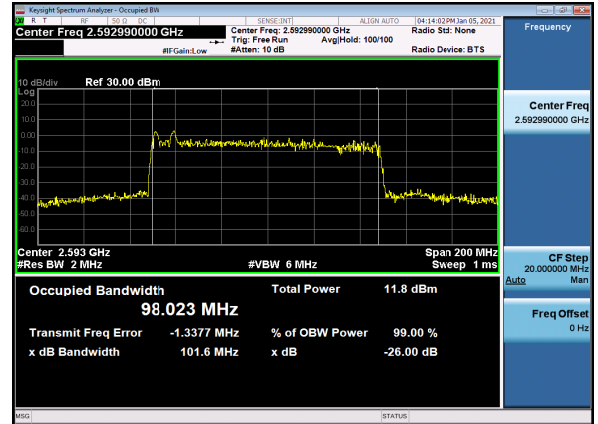 Keysight Spectrum Analyzer - Occupied BW
R T RF 50 Ω DC SENSE:INT ALIGN AUTO 04:14:02PM Jan 05, 2021
Center Freq 2.592990000 GHz
Center Freq: 2.592990000 GHz
Radio Std: None
Trig: Free Run Avg|Hold: 100/100
#IFGain:Low
#Atten: 10 dB
Radio Device: BTS
10 dB/div Ref 30.00 dBm
Log
20.0
10.0
0.00
-10.0
-20.0
-30.0
-40.0
-50.0
-60.0
Center 2.593 GHz Span 200 MHz
#Res BW 2 MHz #VBW 6 MHz Sweep 1 ms
Occupied Bandwidth Total Power 11.8 dBm
98.023 MHz
Transmit Freq Error -1.3377 MHz % of OBW Power 99.00 %
x dB Bandwidth 101.6 MHz x dB -26.00 dB
MSG STATUS
Frequency
Center Freq
2.592990000 GHz
CF Step
20.000000 MHz
Auto Man
Freq Offset
0 Hz